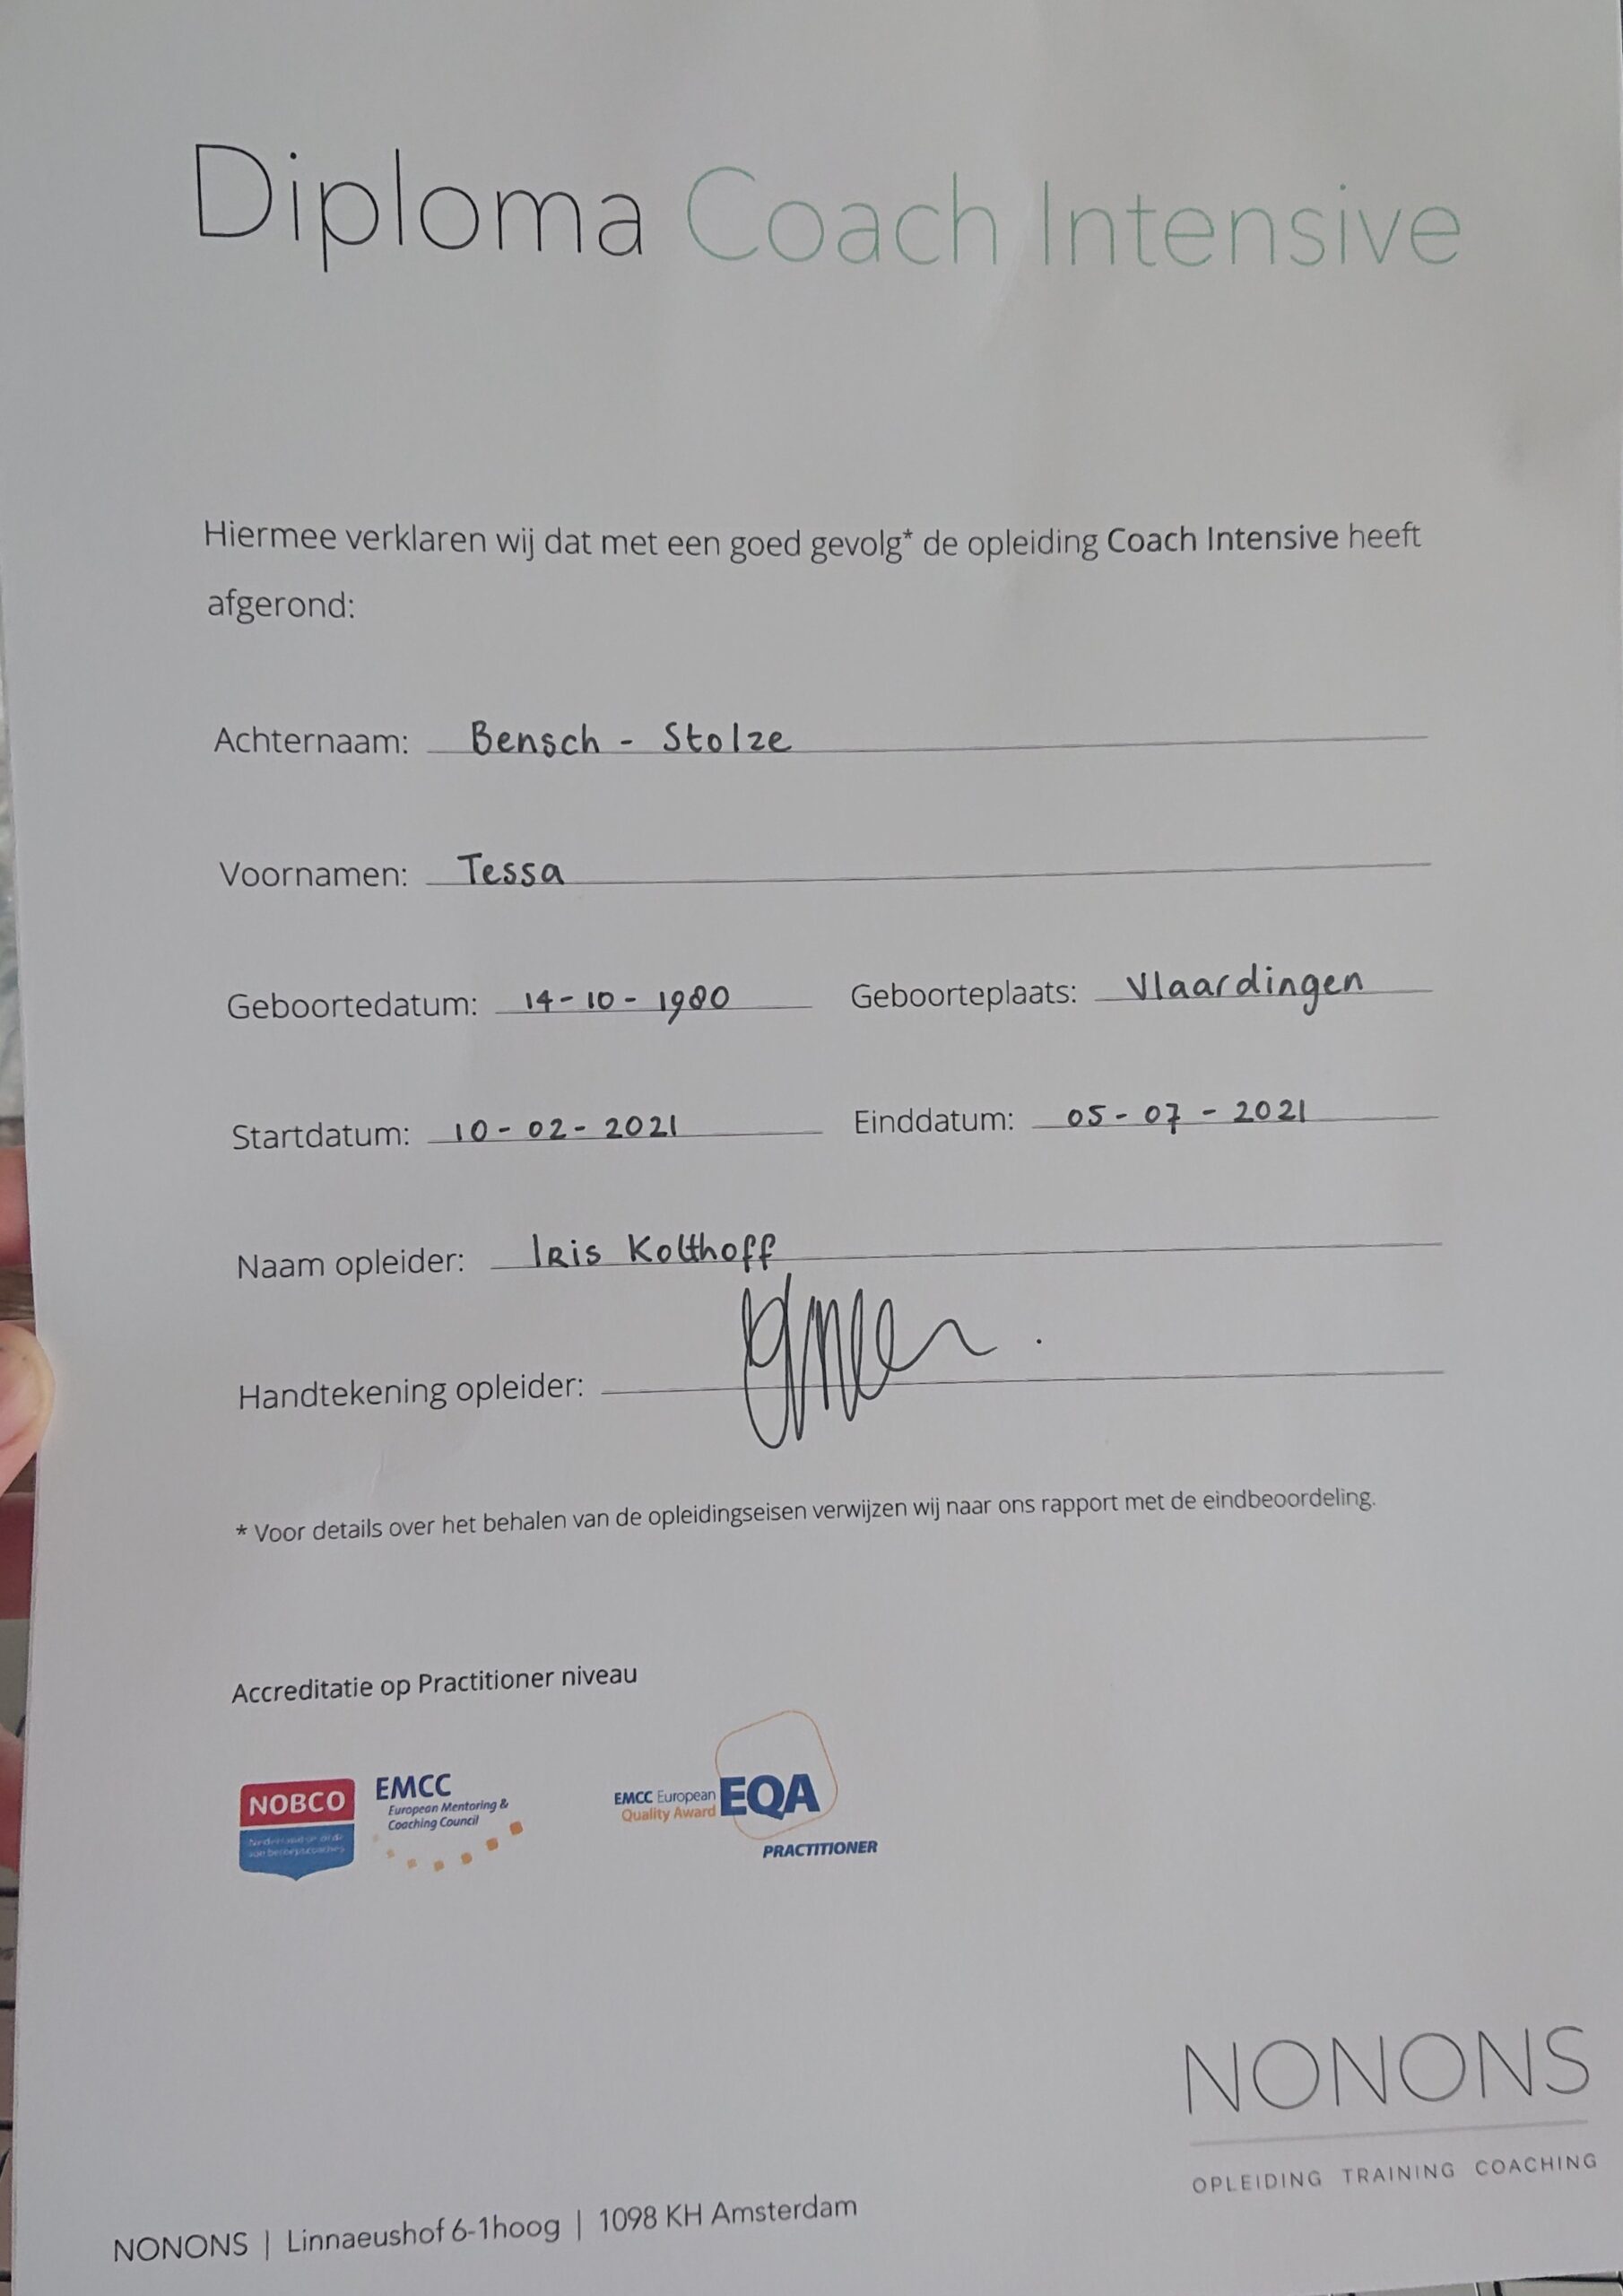 Diploma Coach Intensive
Hiermee verklaren wij dat met een goed gevolg* de opleiding Coach Intensive heeft
afgerond:
Achternaam: Bensch - Stolze
Voornamen: Tessa
Geboortedatum: 14-10-1980 Geboorteplaats: Vlaardingen
Startdatum: 10-02-2021 Einddatum: 05-07-2021
Naam opleider: Iris Kolthoff
Handtekening opleider:
* Voor details over het behalen van de opleidingseisen verwijzen wij naar ons rapport met de eindbeoordeling.
Accreditatie op Practitioner niveau
NOBCO
EMCC
European Mentoring &
Coaching Council
EMCC European
Quality Award
EQA
PRACTITIONER
NONONS
OPLEIDING TRAINING COACHING
NONONS | Linnaeushof 6-1hoog | 1098 KH Amsterdam